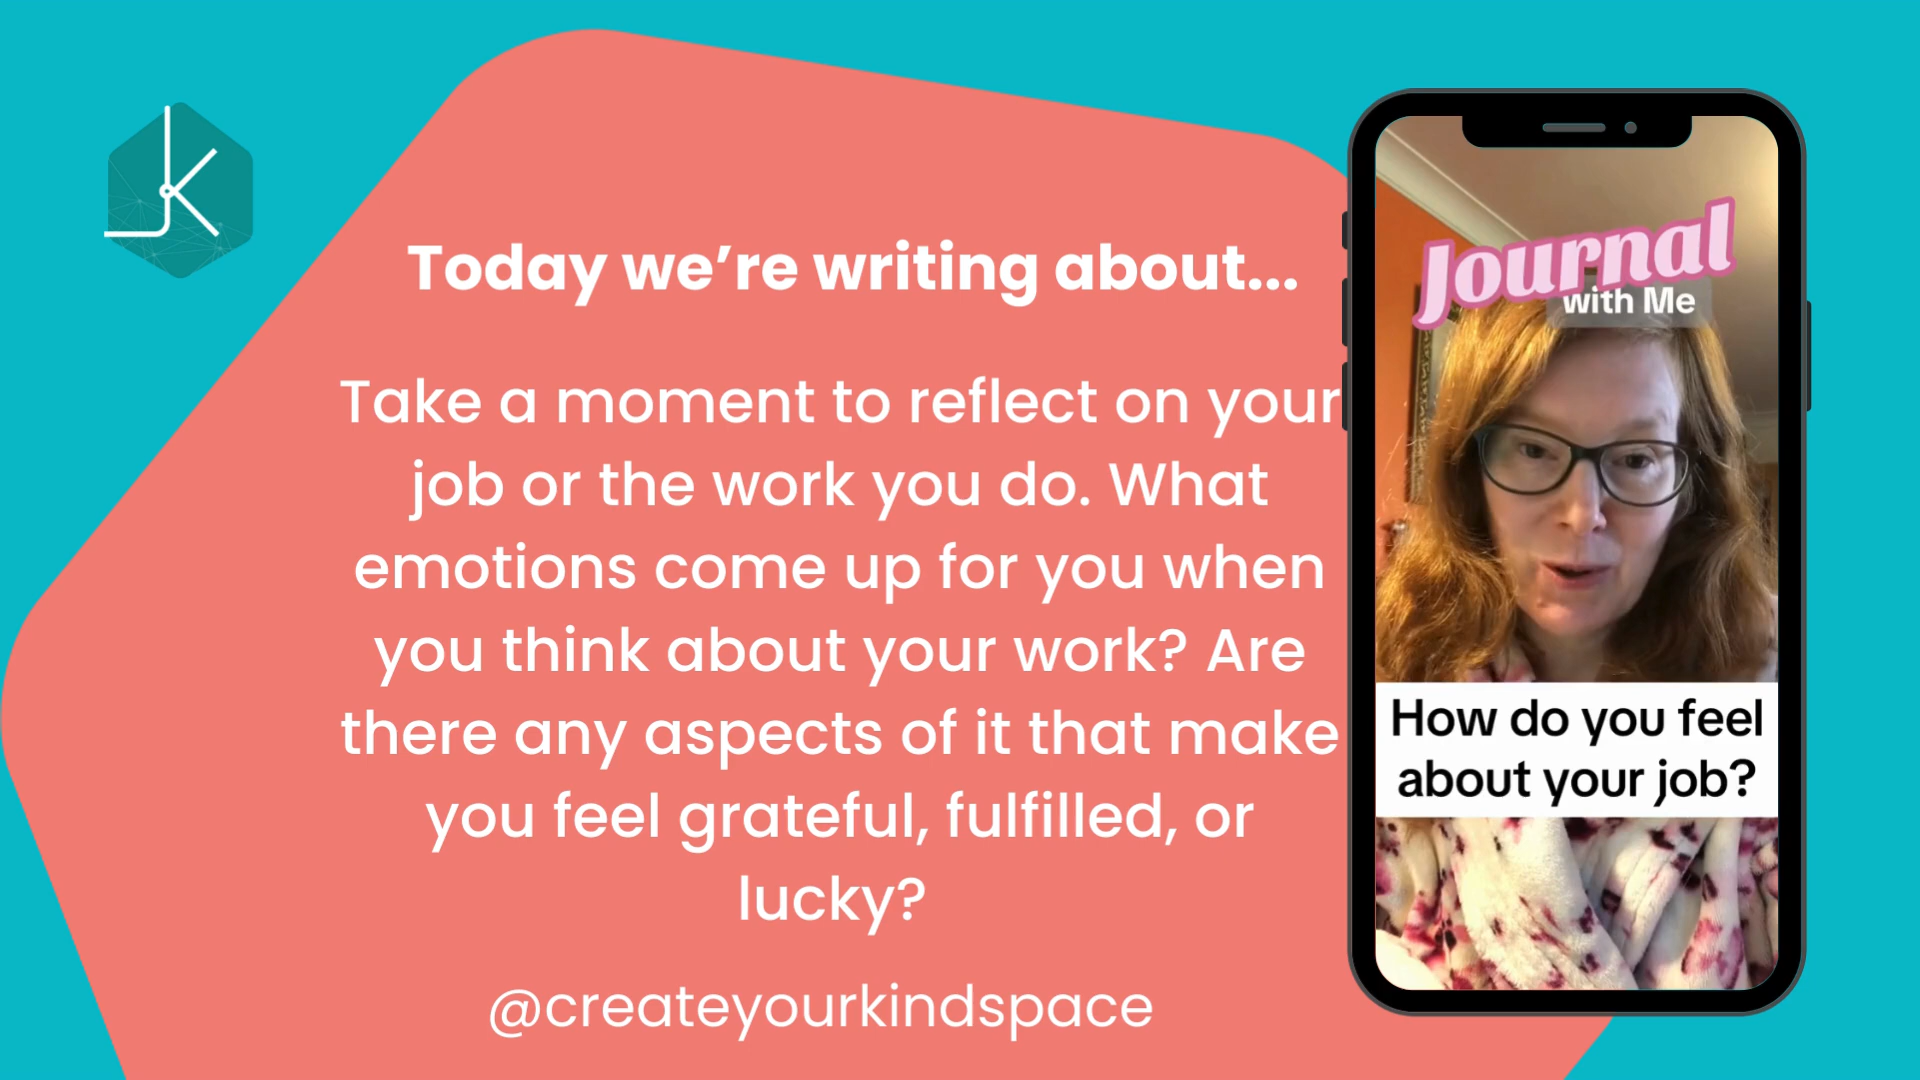 JK
Today we’re writing about...
Take a moment to reflect on your
job or the work you do. What
emotions come up for you when
you think about your work? Are
there any aspects of it that make
you feel grateful, fulfilled, or
lucky?
@createyourkindspace
Journal
with Me
How do you feel
about your job?